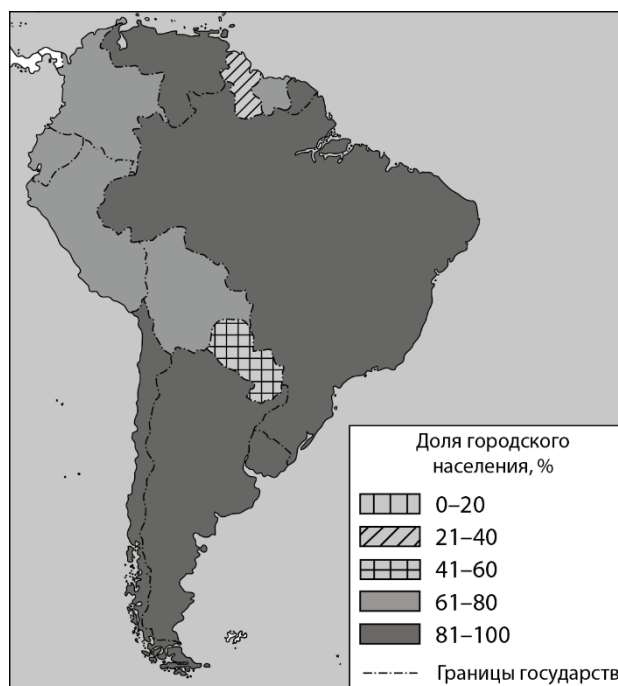 Доля городского
населения, %
0–20
21–40
41–60
61–80
81–100
Границы государств